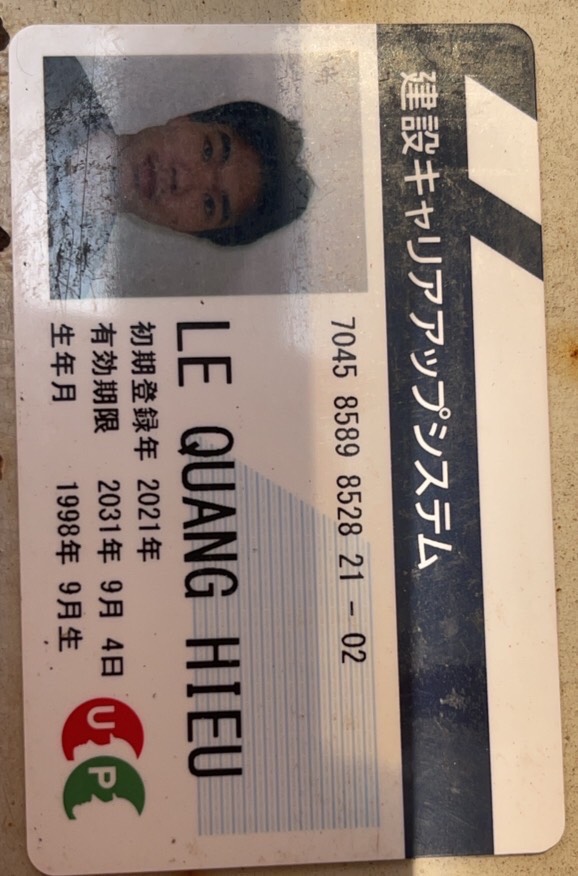 建設キャリアアップシステム
7045 8589 8528 21 - 02
LE QUANG HIEU
初期登録年 2021年
有効期限 2031年 9月 4日
生年月 1998年 9月生
UP